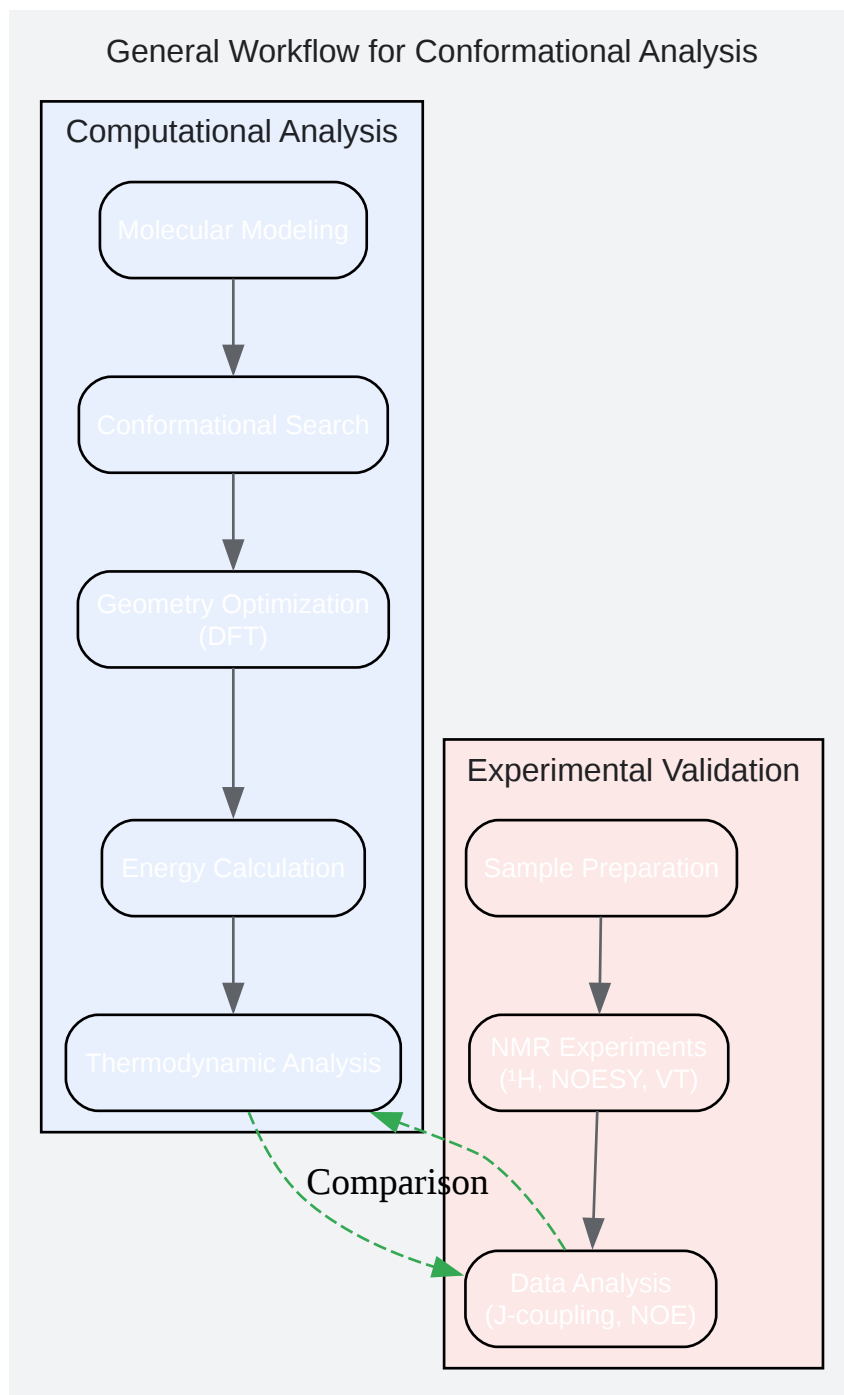 General Workflow for Conformational Analysis
Computational Analysis
Molecular Modeling
Conformational Search
Geometry Optimization
(DFT)
Energy Calculation
Thermodynamic Analysis
Experimental Validation
Sample Preparation
NMR Experiments
(¹H, NOESY, VT)
Comparison
Data Analysis
(J-coupling, NOE)